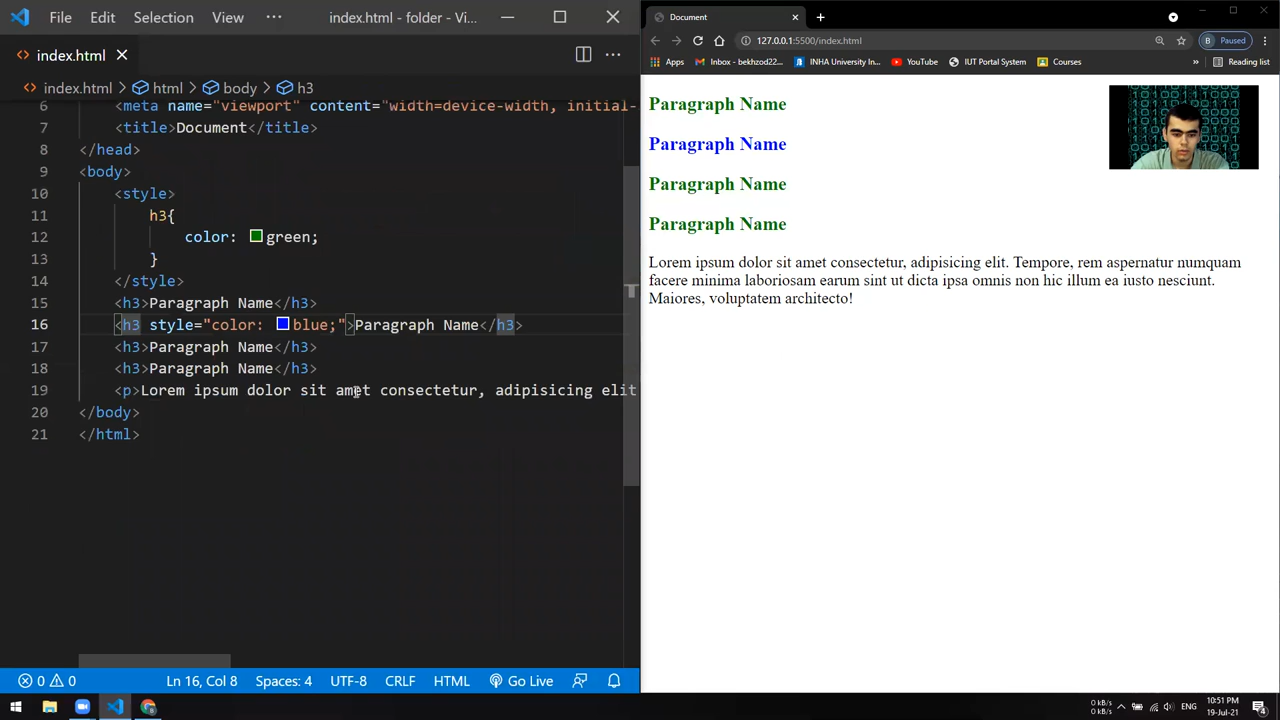 File Edit Selection View ··· index.html - folder - Vi...
index.html
index.html > html > body > h3
6 <meta name="viewport" content="width=device-width, initial-
7 <title>Document</title>
8 </head>
9 <body>
10 <style>
11 h3{
12 color: green;
13 }
14 </style>
15 <h3>Paragraph Name</h3>
16 <h3 style="color: blue;">Paragraph Name</h3>
17 <h3>Paragraph Name</h3>
18 <h3>Paragraph Name</h3>
19 <p>Lorem ipsum dolor sit amet consectetur, adipisicing elit
20 </body>
21 </html>
0 0 Ln 16, Col 8 Spaces: 4 UTF-8 CRLF HTML Go Live
Document
127.0.0.1:5500/index.html
B Paused
Apps Inbox - bekhzod22... INHA University In... YouTube IUT Portal System Courses » Reading list
Paragraph Name
Paragraph Name
Paragraph Name
Paragraph Name
Lorem ipsum dolor sit amet consectetur, adipisicing elit. Tempore, rem aspernatur numquam
facere minima laboriosam earum sint ut dicta ipsa omnis non hic illum ea iusto nesciunt.
Maiores, voluptatem architecto!
0 kB/s
0 kB/s
ENG
10:51 PM
19-Jul-21
4